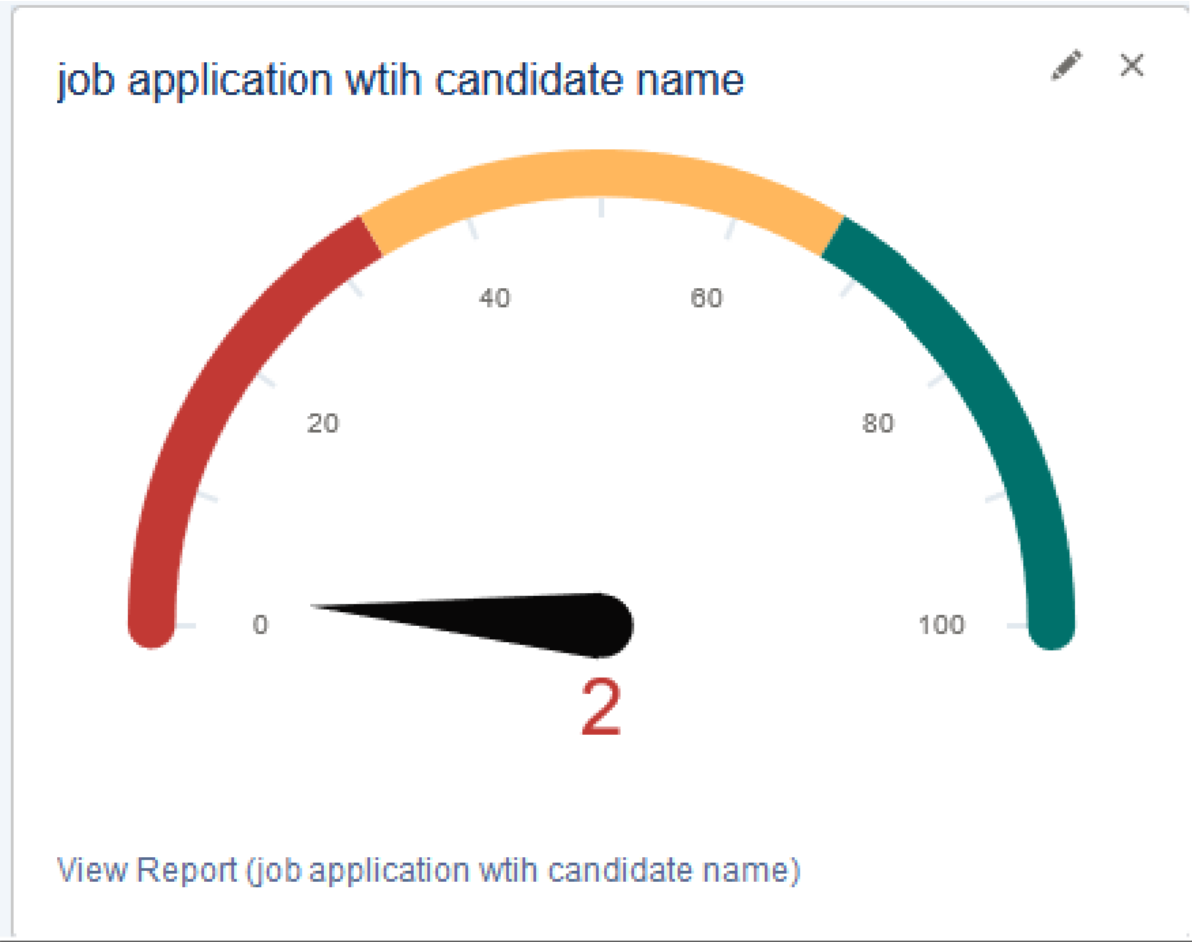 job application wtih candidate name
40 60
20 80
0 100
2
View Report (job application wtih candidate name)